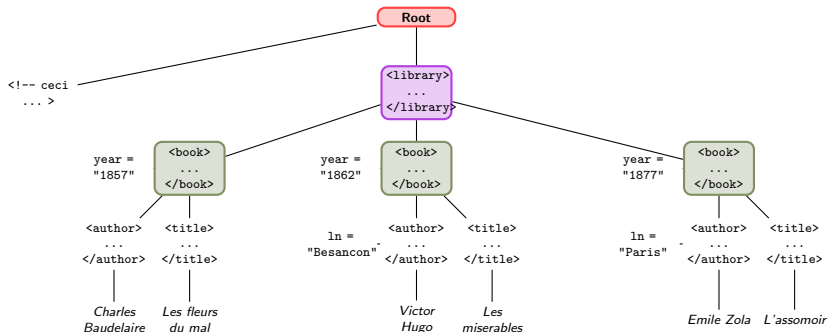 Root
<!-- ceci
... >
<library>
...
</library>
year =
"1857"
<book>
...
</book>
year =
"1862"
<book>
...
</book>
year =
"1877"
<book>
...
</book>
<author>
...
</author>
<title>
...
</title>
ln =
"Besancon"
<author>
...
</author>
<title>
...
</title>
ln =
"Paris"
<author>
...
</author>
<title>
...
</title>
Charles
Baudelaire
Les fleurs
du mal
Victor
Hugo
Les
miserables
Emile Zola
L'assomoir